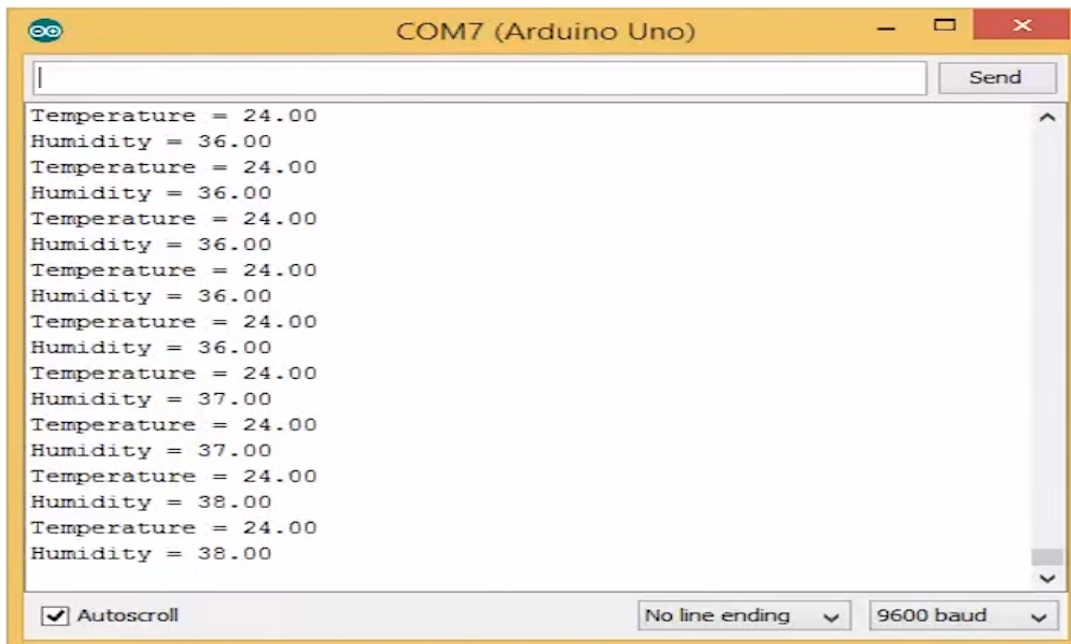 COM7 (Arduino Uno)
Send
Temperature = 24.00
Humidity = 36.00
Temperature = 24.00
Humidity = 36.00
Temperature = 24.00
Humidity = 36.00
Temperature = 24.00
Humidity = 36.00
Temperature = 24.00
Humidity = 36.00
Temperature = 24.00
Humidity = 37.00
Temperature = 24.00
Humidity = 37.00
Temperature = 24.00
Humidity = 38.00
Temperature = 24.00
Humidity = 38.00
Autoscroll No line ending 9600 baud